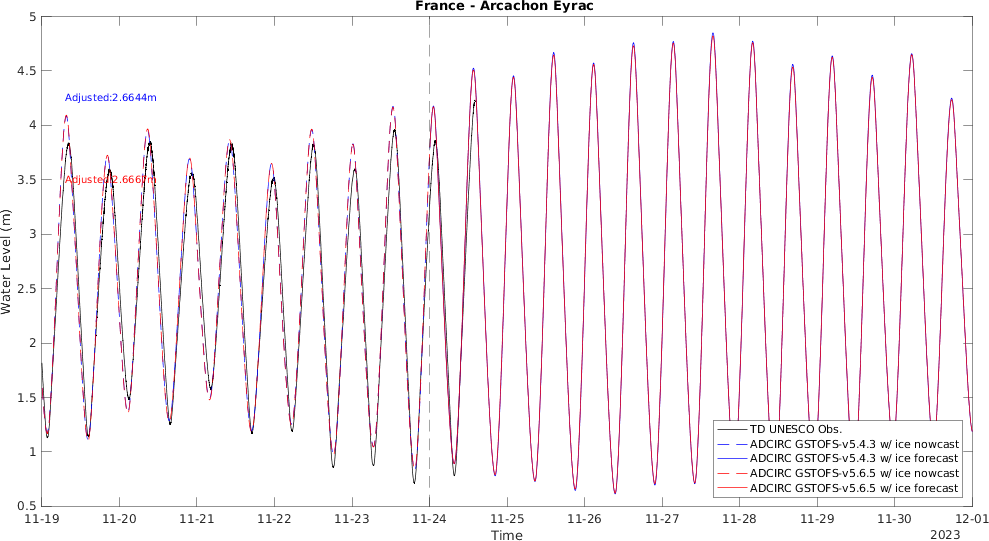 France - Arcachon Eyrac
5
4.5
4
3.5
3
2.5
2
1.5
1
0.5
Water Level (m)
Adjusted:2.6644m
Adjusted:2.6667m
TD UNESCO Obs.
ADCIRC GSTOFS-v5.4.3 w/ ice nowcast
ADCIRC GSTOFS-v5.4.3 w/ ice forecast
ADCIRC GSTOFS-v5.6.5 w/ ice nowcast
ADCIRC GSTOFS-v5.6.5 w/ ice forecast
11-19 11-20 11-21 11-22 11-23 11-24 11-25 11-26 11-27 11-28 11-29 11-30 12-01
Time
2023